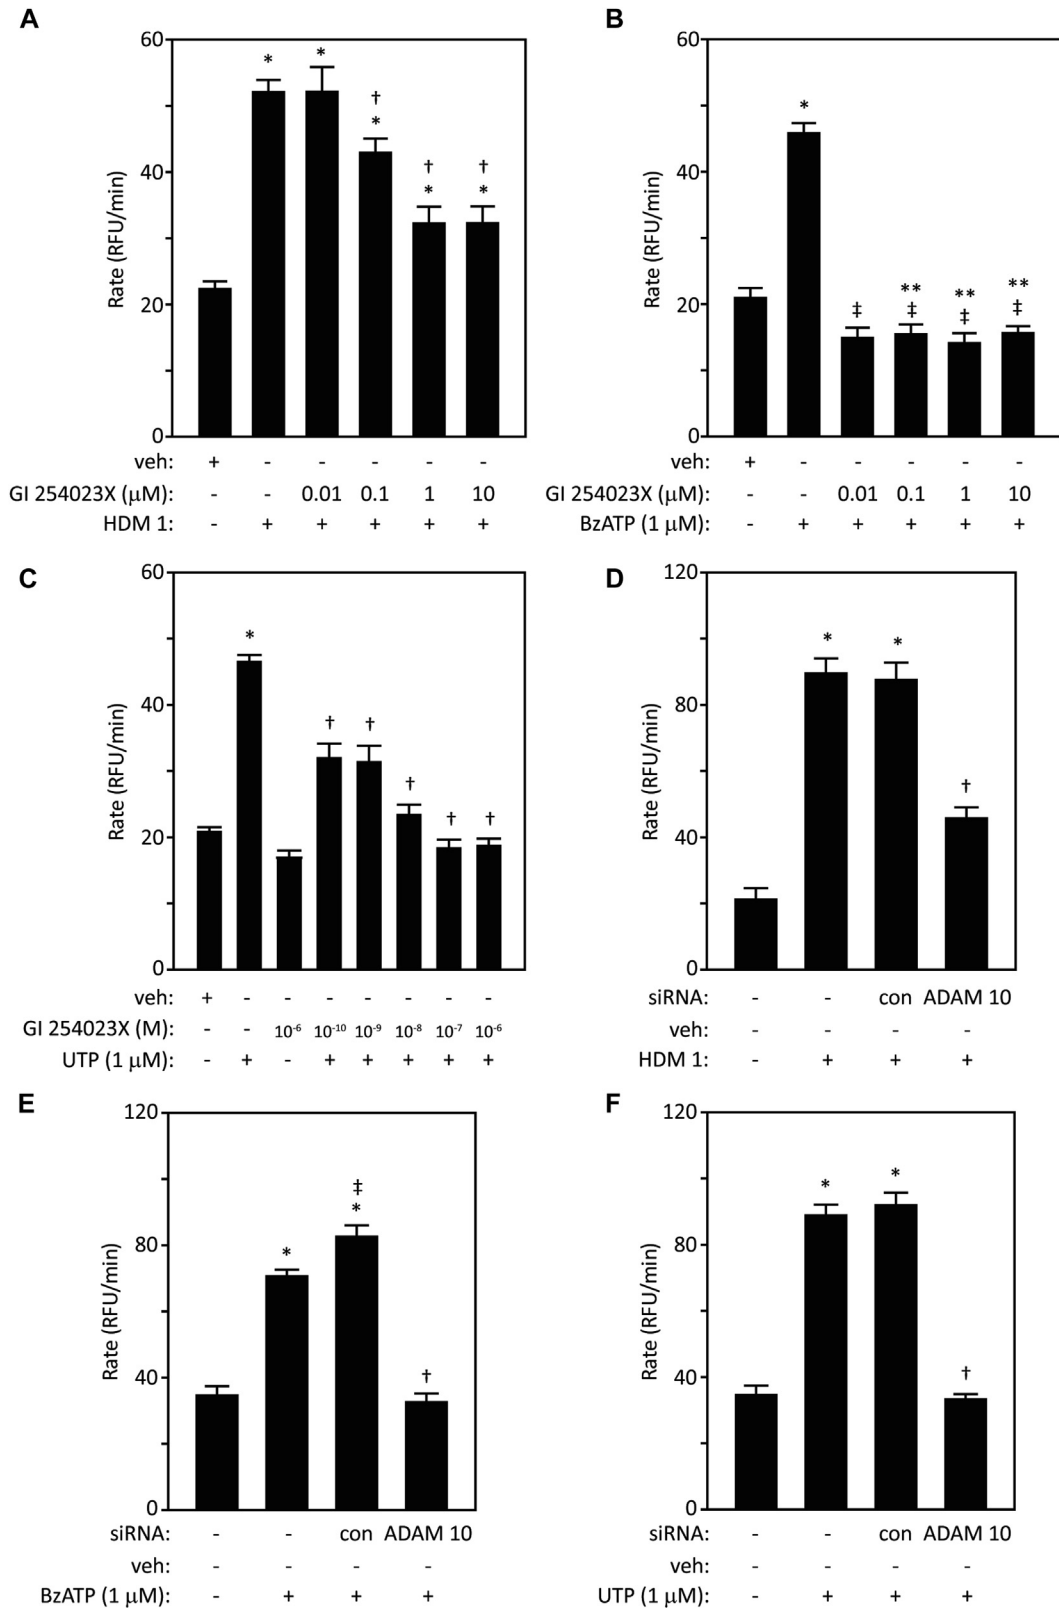 A
60
40
20
0
Rate (RFU/min)
* * † * † * † *
veh: + - - - - -
GI 254023X (μM): - - 0.01 0.1 1 10
HDM 1: - + + + + +
B
60
40
20
0
Rate (RFU/min)
* ‡ ** ‡ ** ‡ ** ‡
veh: + - - - - -
GI 254023X (μM): - - 0.01 0.1 1 10
BzATP (1 μM): - + + + + +
C
60
40
20
0
Rate (RFU/min)
* † † † † †
veh: + - - - - - - -
GI 254023X (M): - - 10⁻⁶ 10⁻¹⁰ 10⁻⁹ 10⁻⁸ 10⁻⁷ 10⁻⁶
UTP (1 μM): - + - + + + + +
D
120
80
40
0
Rate (RFU/min)
* * †
siRNA: - - con ADAM 10
veh: - - - -
HDM 1: - + + +
E
120
80
40
0
Rate (RFU/min)
* ‡ * †
siRNA: - - con ADAM 10
veh: - - - -
BzATP (1 μM): - + + +
F
120
80
40
0
Rate (RFU/min)
* * †
siRNA: - - con ADAM 10
veh: - - - -
UTP (1 μM): - + + +